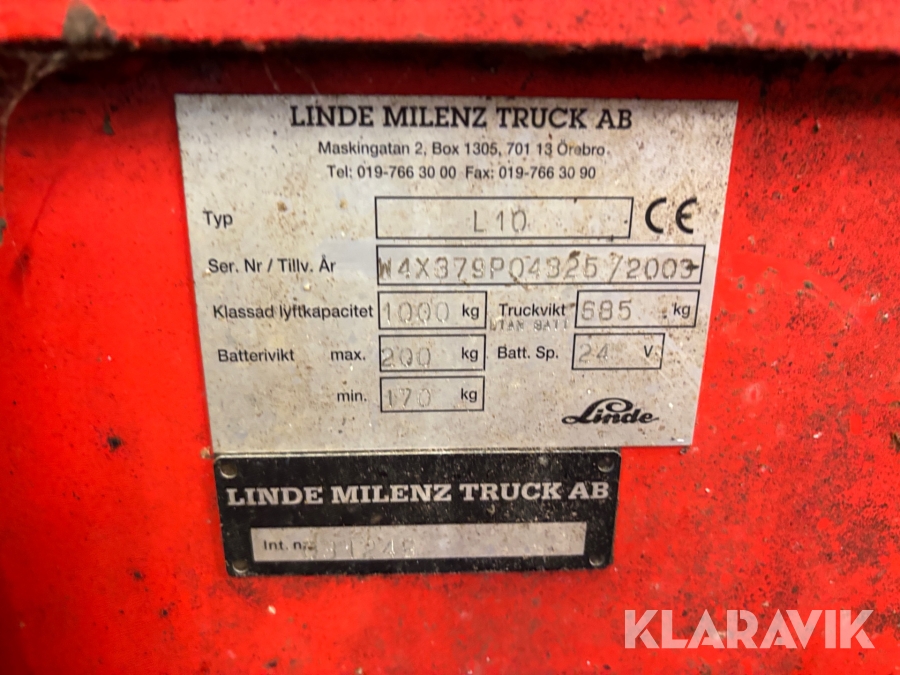 LINDE MILENZ TRUCK AB
Maskingatan 2, Box 1305, 701 13 Örebro.
Tel: 019-766 30 00 Fax: 019-766 30 90
Typ L10 CE
Ser. Nr / Tillv. År W4X379P04325/2003
Klassad lyftkapacitet 1000 kg Truckvikt 685 kg
UTAN BATT
Batterivikt max. 200 kg Batt. Sp. 24 V
min. 170 kg
Linde
LINDE MILENZ TRUCK AB
Int. nr.
KLARAVIK